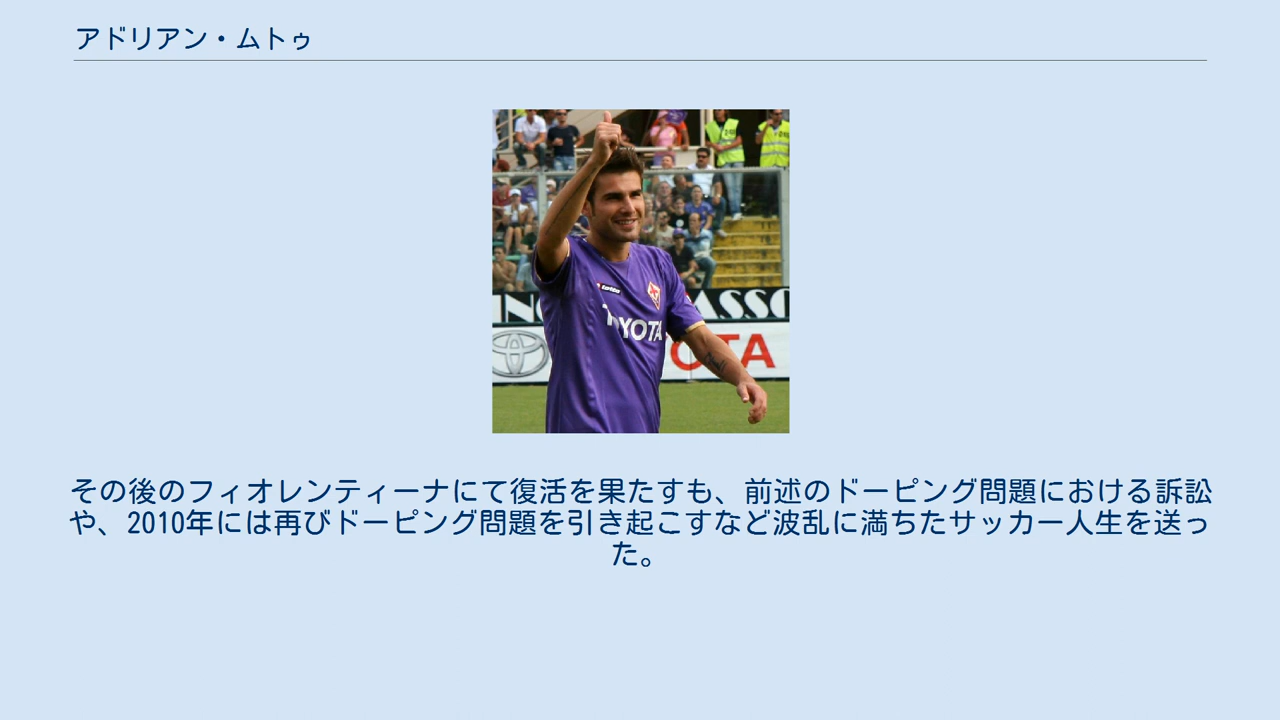 アドリアン・ムトゥ
lotto
TOYOTA
ASSO
OTA
その後のフィオレンティーナにて復活を果たすも、前述のドーピング問題における訴訟
や、2010年には再びドーピング問題を引き起こすなど波乱に満ちたサッカー人生を送っ
た。